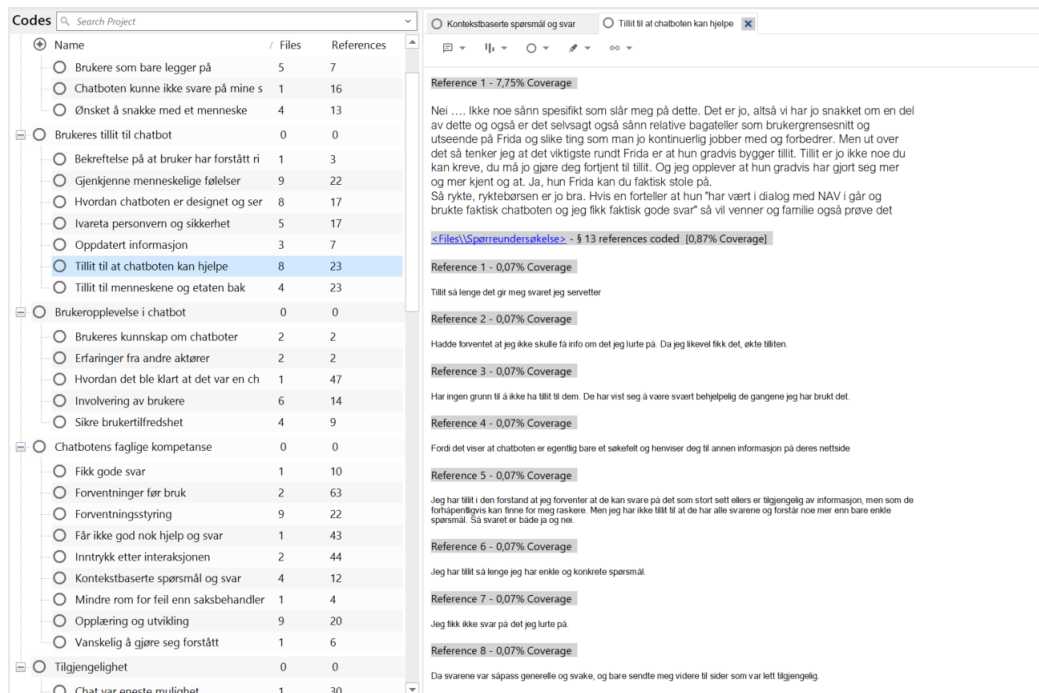 Codes
Search Project
Name / Files References
Brukere som bare legger på 5 7
Chatboten kunne ikke svare på mine s 1 16
Ønsket å snakke med et menneske 4 13
Brukeres tillit til chatbot 0 0
Bekreftelse på at bruker har forstått ri 1 3
Gjenkjenne menneskelige følelser 9 22
Hvordan chatboten er designet og ser 8 17
Ivareta personvern og sikkerhet 5 17
Oppdatert informasjon 3 7
Tillit til at chatboten kan hjelpe 8 23
Tillit til menneskene og etaten bak 4 23
Brukeropplevelse i chatbot 0 0
Brukeres kunnskap om chatboter 2 2
Erfaringer fra andre aktører 2 2
Hvordan det ble klart at det var en ch 1 47
Involvering av brukere 6 14
Sikre brukertilfredshet 4 9
Chatbotens faglige kompetanse 0 0
Fikk gode svar 1 10
Forventninger før bruk 2 63
Forventningsstyring 9 22
Får ikke god nok hjelp og svar 1 43
Inntrykk etter interaksjonen 2 44
Kontekstbaserte spørsmål og svar 4 12
Mindre rom for feil enn saksbehandler 1 4
Opplæring og utvikling 9 20
Vanskelig å gjøre seg forstått 1 6
Tilgjengelighet 0 0
Chat var eneste mulighet 1 30
Kontekstbaserte spørsmål og svar
Tillit til at chatboten kan hjelpe
Reference 1 - 7,75% Coverage
Nei …. Ikke noe sånn spesifikt som slår meg på dette. Det er jo, altså vi har jo snakket om en del
av dette og også er det selvsagt også sånn relative bagateller som brukergrensesnitt og
utseende på Frida og slike ting som man jo kontinuerlig jobber med og forbedrer. Men ut over
det så tenker jeg at det viktigste rundt Frida er at hun gradvis bygger tillit. Tillit er jo ikke noe du
kan kreve, du må jo gjøre deg fortjent til tillit. Og jeg opplever at hun gradvis har gjort seg mer
og mer kjent og at. Ja, hun Frida kan du faktisk stole på.
Så rykte, ryktebørsen er jo bra. Hvis en forteller at hun "har vært i dialog med NAV i går og
brukte faktisk chatboten og jeg fikk faktisk gode svar" så vil venner og familie også prøve det
<Files\\Spørreundersøkelse> - § 13 references coded [0,87% Coverage]
Reference 1 - 0,07% Coverage
Tillit så lenge det gir meg svaret jeg servetter
Reference 2 - 0,07% Coverage
Hadde forventet at jeg ikke skulle få info om det jeg lurte på. Da jeg likevel fikk det, økte tilliten.
Reference 3 - 0,07% Coverage
Har ingen grunn til å ikke ha tillit til dem. De har vist seg å være svært behjelpelig de gangene jeg har brukt det.
Reference 4 - 0,07% Coverage
Fordi det viser at chatboten er egentlig bare et søkefelt og henviser deg til annen informasjon på deres nettside
Reference 5 - 0,07% Coverage
Jeg har tillit i den forstand at jeg forventer at de kan svare på det som stort sett ellers er tilgjengelig av informasjon, men som de
forhåpentligvis kan finne for meg raskere. Men jeg har ikke tillit til at de har alle svarene og forstår noe mer enn bare enkle
spørsmål. Så svaret er både ja og nei.
Reference 6 - 0,07% Coverage
Jeg har tillit så lenge jeg har enkle og konkrete spørsmål.
Reference 7 - 0,07% Coverage
Jeg fikk ikke svar på det jeg lurte på.
Reference 8 - 0,07% Coverage
Da svarene var såpass generelle og svake, og bare sendte meg videre til sider som var lett tilgjengelig.